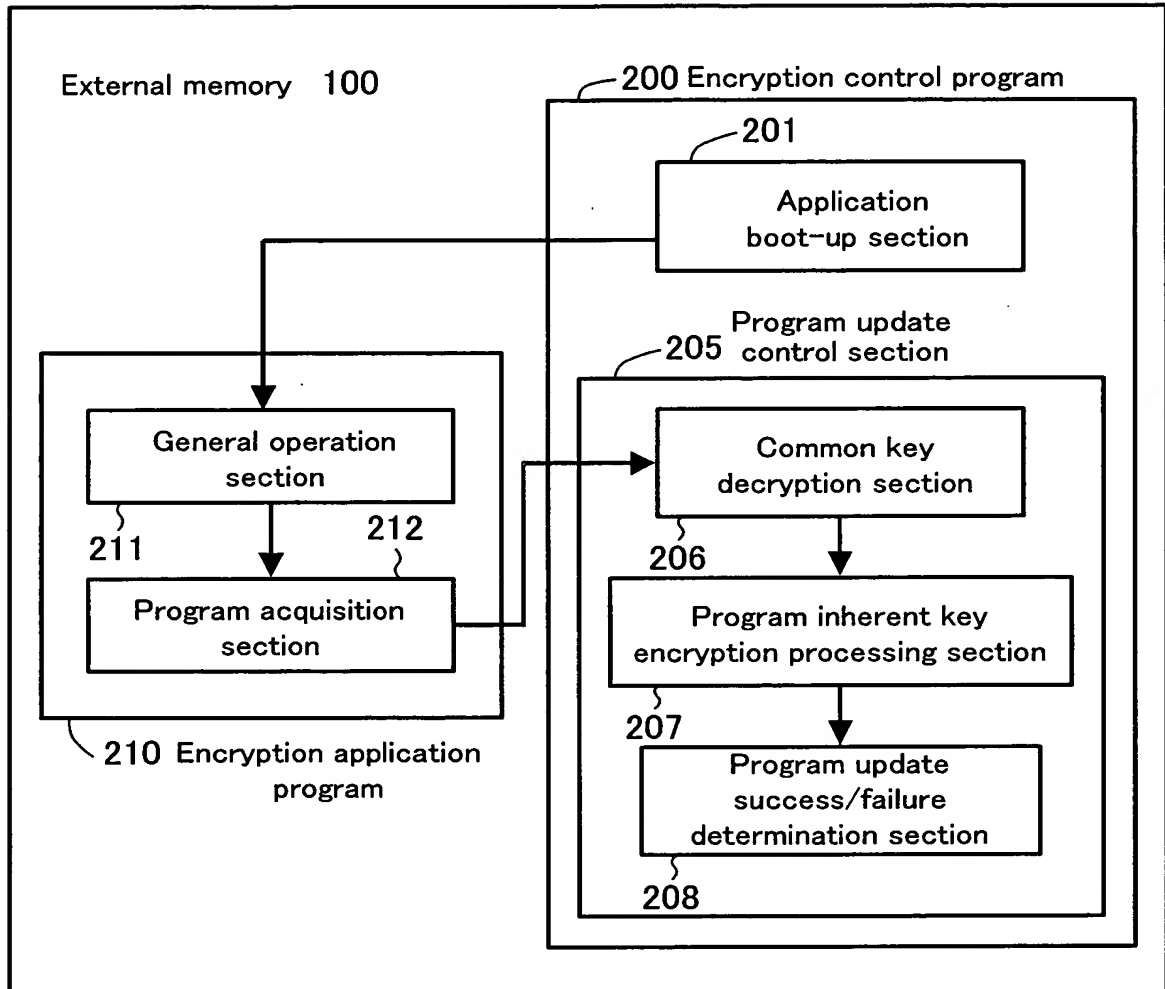 External memory 100
200 Encryption control program
201
Application
boot-up section
Program update
205 control section
General operation
section
211
212
Program acquisition
section
210 Encryption application
program
Common key
decryption section
206
Program inherent key
encryption processing section
207
Program update
success/failure
determination section
208